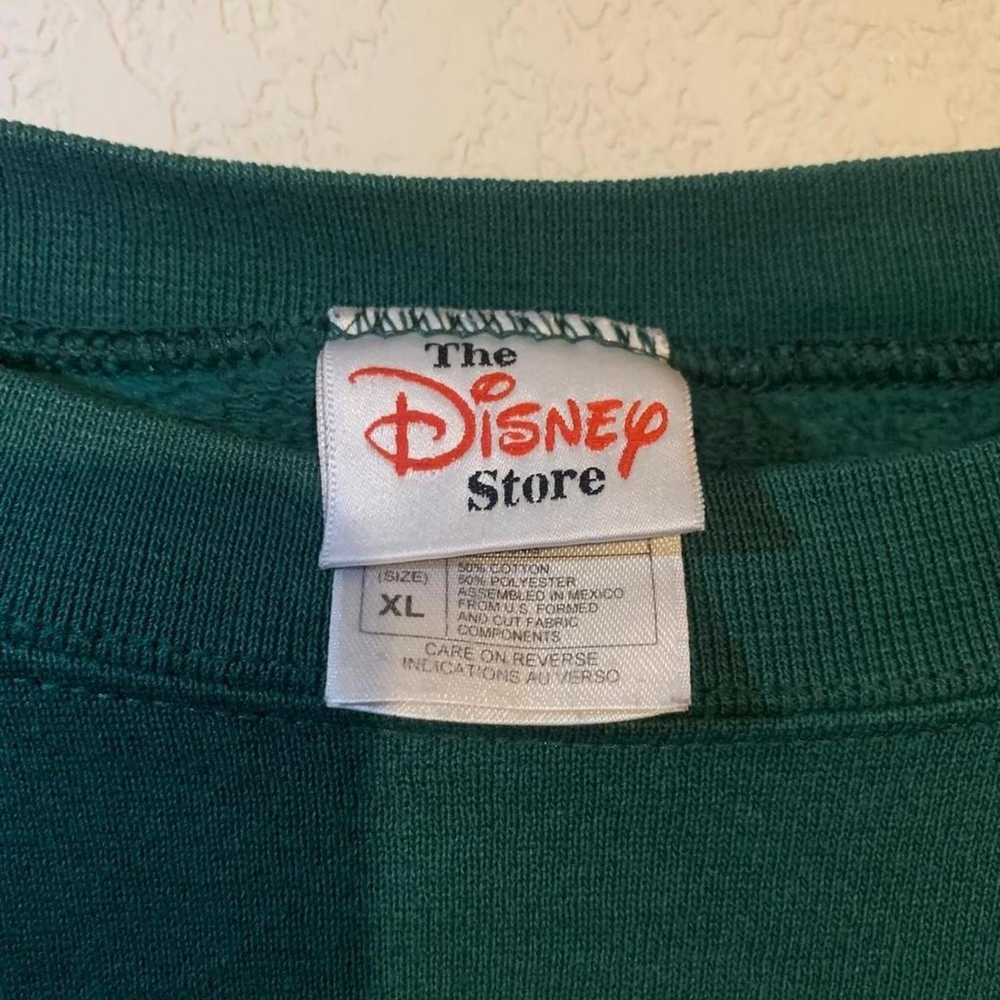 The
Disney
Store
(SIZE)
XL
50% COTTON
50% POLYESTER
ASSEMBLED IN MEXICO
FROM U.S. FORMED
AND CUT FABRIC
COMPONENTS
CARE ON REVERSE
INDICATIONS AU VERSO